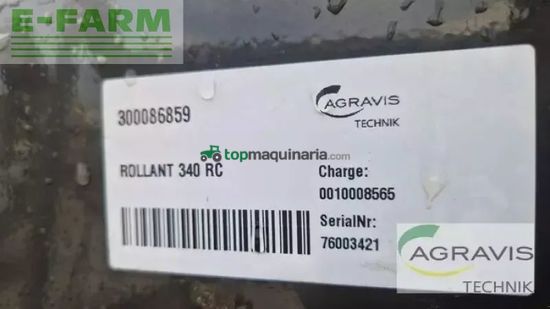 E-FARM
300086859
AGRAVIS
TECHNIK
topmaquinaria.com
ROLLANT 340 RC
Charge:
0010008565
SerialNr:
76003421
AGRAVIS
TECHNIK